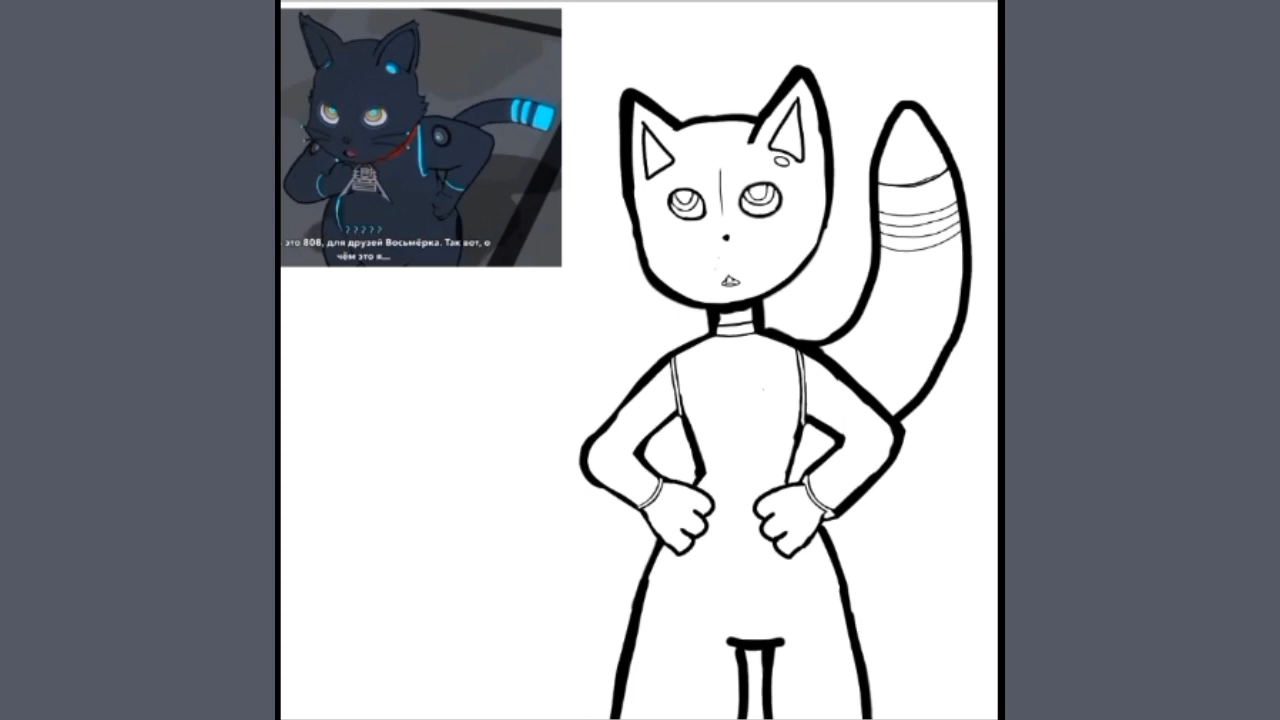 ?????
это 808, для друзей Восьмёрка. Так вот, о
чём это я...